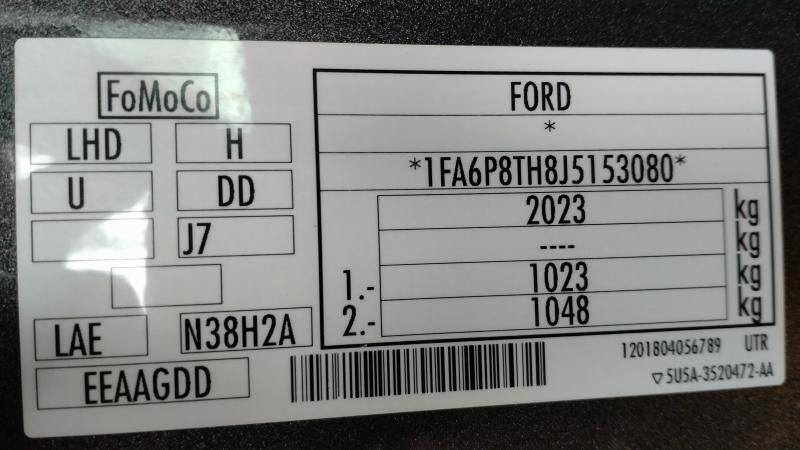 FoMoCo
LHD H
U DD
J7
LAE N38H2A
EEAAGDD
FORD
*
*1FA6P8TH8J5153080*
2023 kg
---- kg
1.- 1023 kg
2.- 1048 kg
1201804056789 UTR
▽ 5U5A-3520472-AA